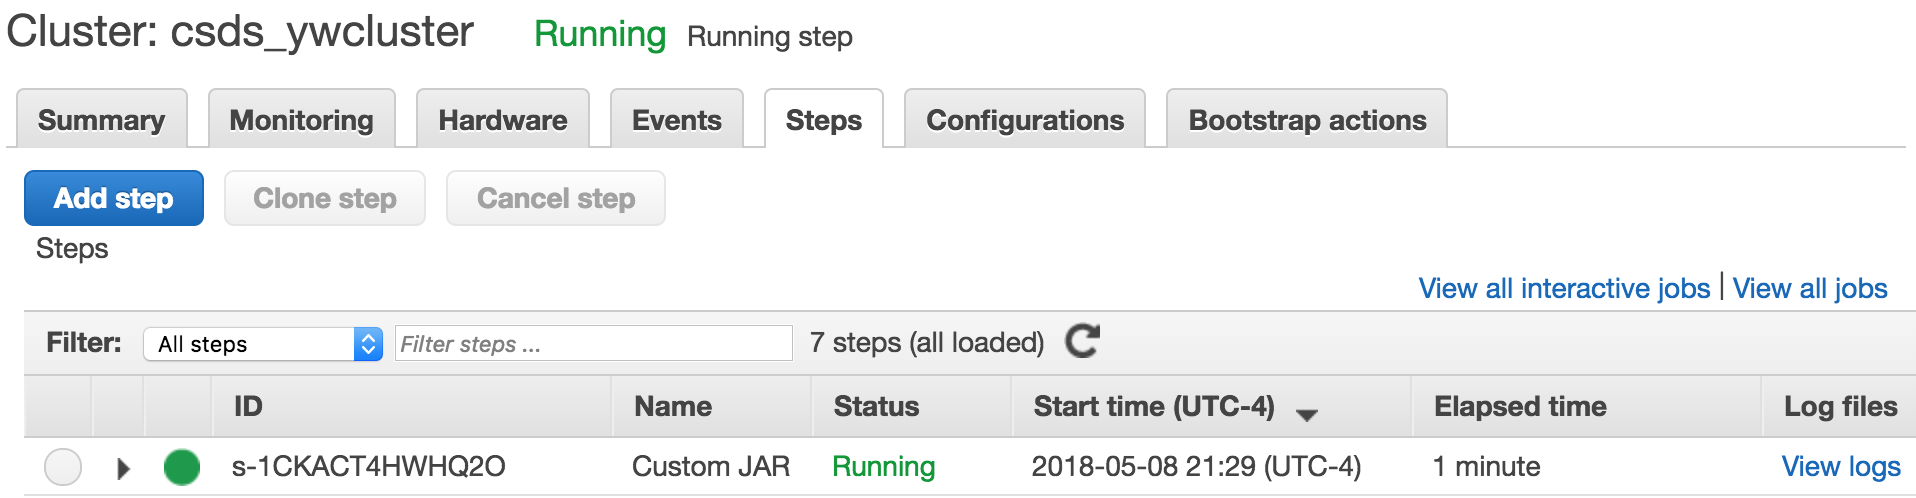 Cluster: csds_ywcluster Running Running step
Summary Monitoring Hardware Events Steps Configurations Bootstrap actions
Add step Clone step Cancel step
Steps
View all interactive jobs | View all jobs
Filter: All steps Filter steps ... 7 steps (all loaded)
ID Name Status Start time (UTC-4) Elapsed time Log files
s-1CKACT4HWHQ2O Custom JAR Running 2018-05-08 21:29 (UTC-4) 1 minute View logs